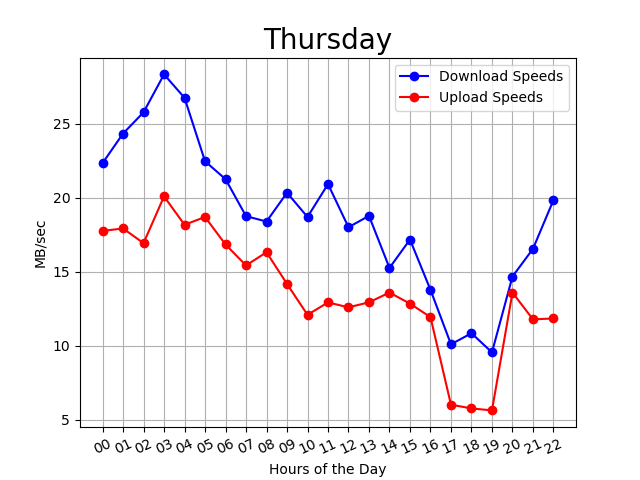 Thursday
Download Speeds
Upload Speeds
MB/sec
25
20
15
10
5
00 01 02 03 04 05 06 07 08 09 10 11 12 13 14 15 16 17 18 19 20 21 22
Hours of the Day